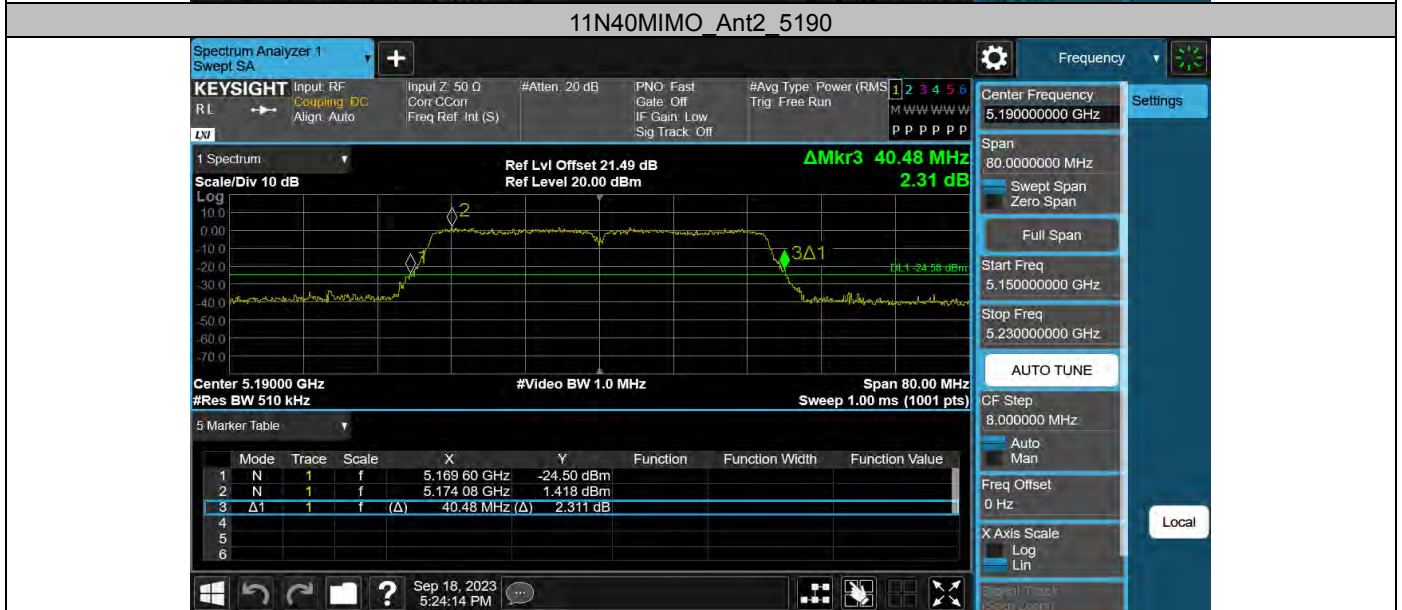 11N40MIMO_Ant2_5190
Spectrum Analyzer 1
Swept SA
+
Frequency
KEYSIGHT
R L
LXI
Input: RF
Coupling: DC
Align: Auto
Input Z: 50 Ω
Corr CCorr
Freq Ref: Int (S)
#Atten: 20 dB
PNO: Fast
Gate: Off
IF Gain: Low
Sig Track: Off
#Avg Type: Power (RMS
Trig: Free Run
1 2 3 4 5 6
M W W W W W
P P P P P P
Center Frequency
5.190000000 GHz
Settings
Span
80.0000000 MHz
Swept Span
Zero Span
Full Span
Start Freq
5.150000000 GHz
Stop Freq
5.230000000 GHz
AUTO TUNE
CF Step
8.000000 MHz
Auto
Man
Freq Offset
0 Hz
X Axis Scale
Log
Lin
Local
1 Spectrum
Scale/Div 10 dB
Ref Lvl Offset 21.49 dB
Ref Level 20.00 dBm
ΔMkr3 40.48 MHz
2.31 dB
Log
10.0
0.00
-10.0
-20.0
-30.0
-40.0
-50.0
-60.0
-70.0
2
1
3Δ1
DL1 -24.58 dBm
Center 5.19000 GHz
#Video BW 1.0 MHz
Span 80.00 MHz
#Res BW 510 kHz
Sweep 1.00 ms (1001 pts)
5 Marker Table
Mode Trace Scale X Y Function Function Width Function Value
1 N 1 f 5.169 60 GHz -24.50 dBm
2 N 1 f 5.174 08 GHz 1.418 dBm
3 Δ1 1 f (Δ) 40.48 MHz (Δ) 2.311 dB
4
5
6
?
Sep 18, 2023
5:24:14 PM